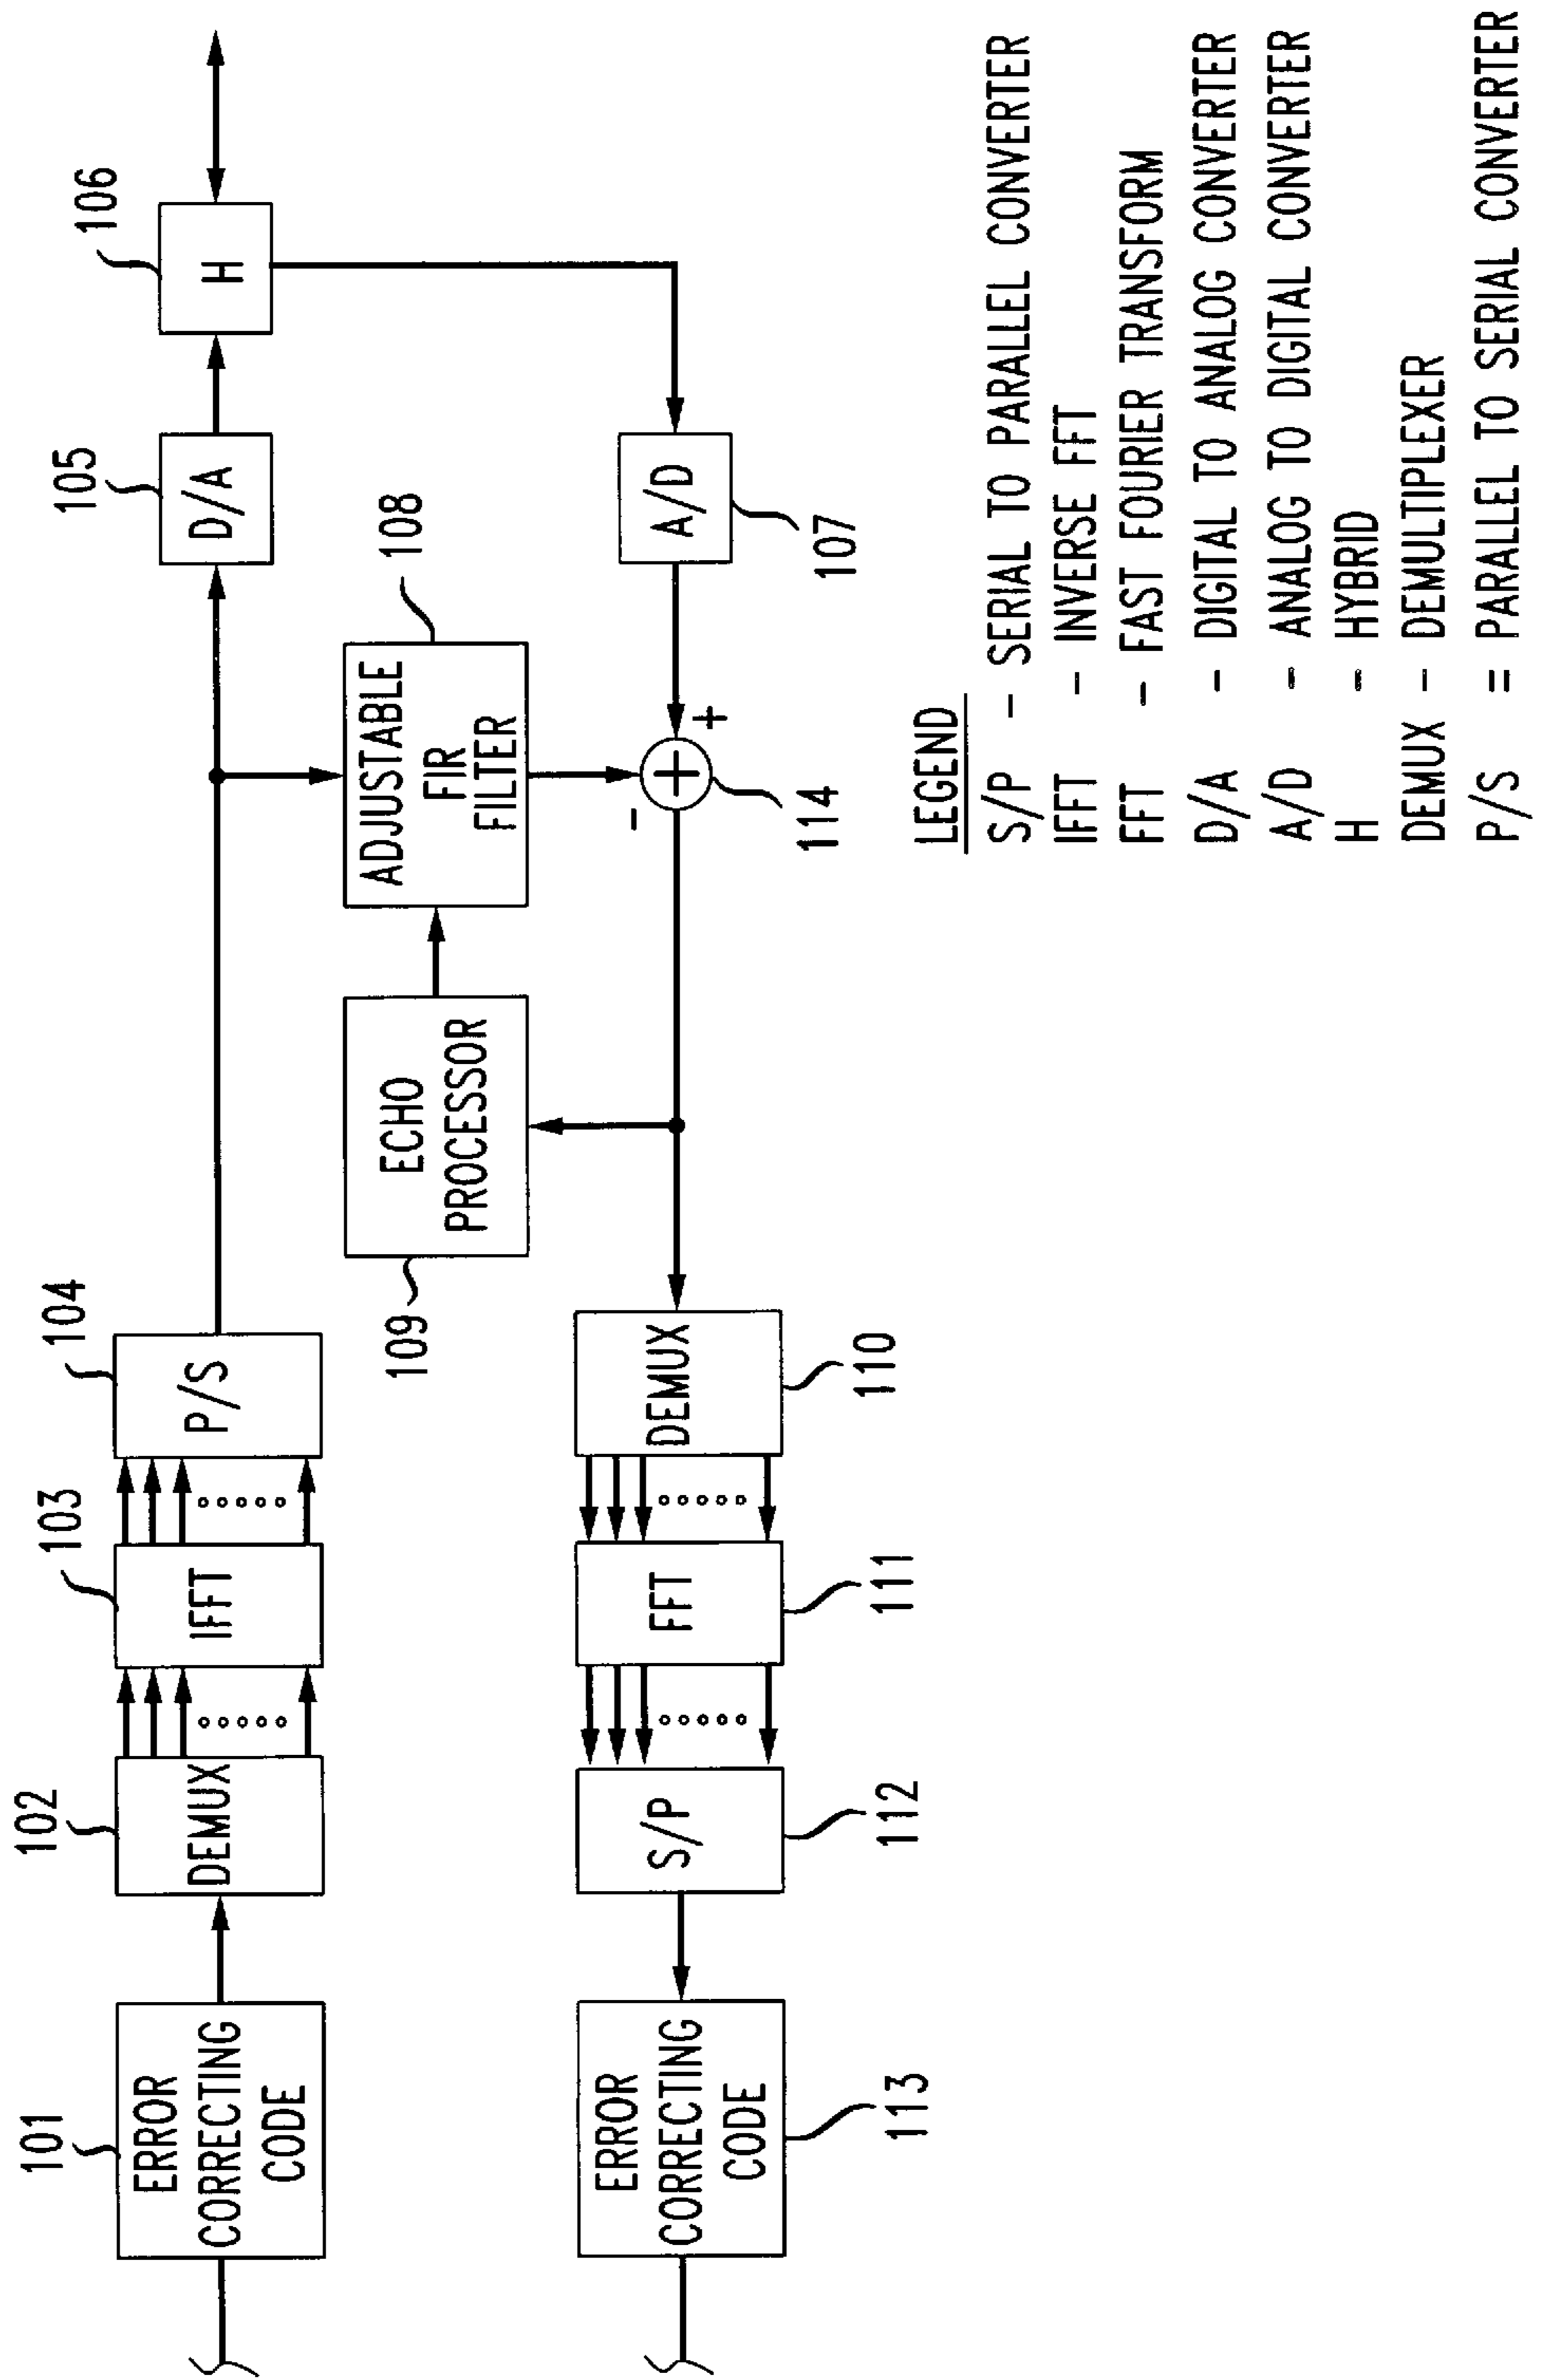 101
ERROR
CORRECTING
CODE
102
DEMUX
103
IFFT
104
P/S
105
D/A
106
H
109
ECHO
PROCESSOR
108
ADJUSTABLE
FIR
FILTER
113
ERROR
CORRECTING
CODE
112
S/P
111
FFT
110
DEMUX
-
+
+
114
A/D
107
LEGEND
S/P - SERIAL TO PARALLEL CONVERTER
IFFT - INVERSE FFT
FFT - FAST FOURIER TRANSFORM
D/A - DIGITAL TO ANALOG CONVERTER
A/D - ANALOG TO DIGITAL CONVERTER
H - HYBRID
DEMUX - DEMULTIPLEXER
P/S = PARALLEL TO SERIAL CONVERTER